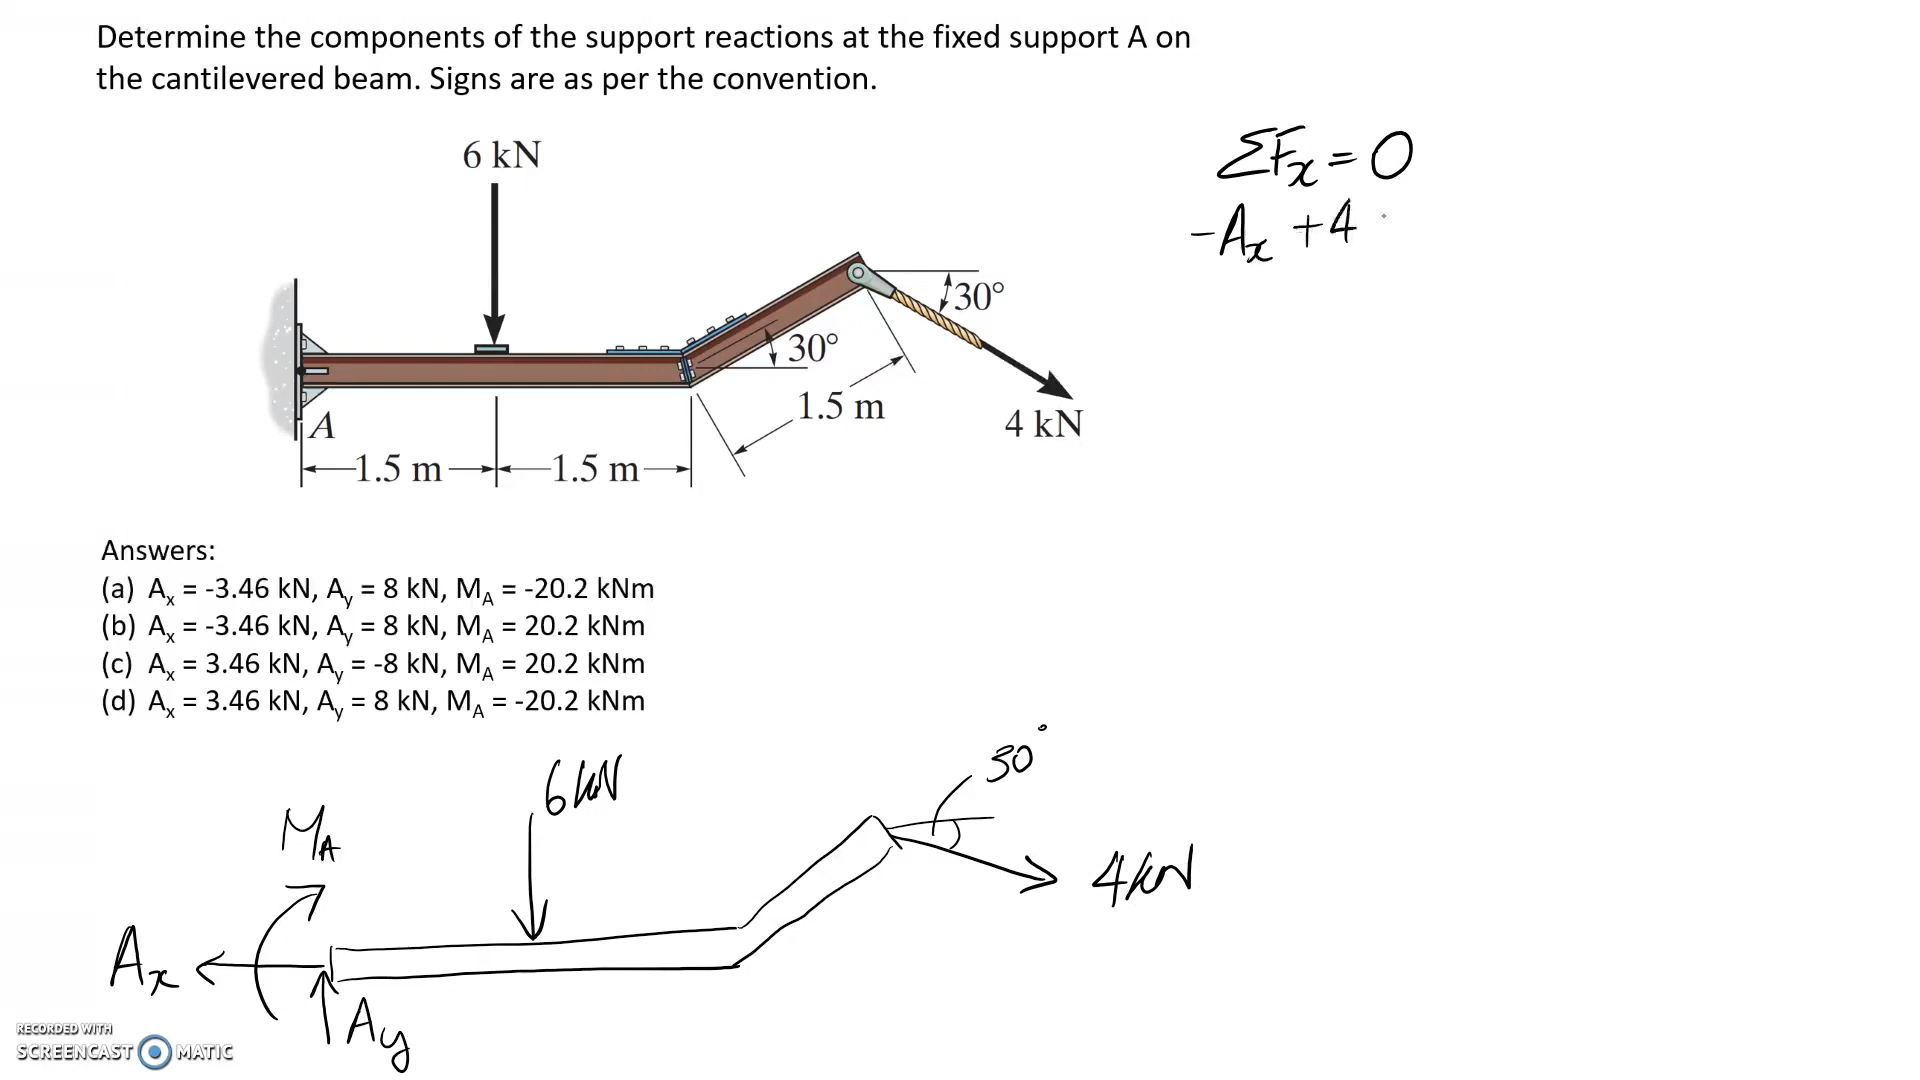 Determine the components of the support reactions at the fixed support A on
the cantilevered beam. Signs are as per the convention.
ΣFx = 0
-Ax + 4
6 kN
30°
30°
1.5 m
4 kN
A
1.5 m
1.5 m
Answers:
(a) Ax = -3.46 kN, Ay = 8 kN, MA = -20.2 kNm
(b) Ax = -3.46 kN, Ay = 8 kN, MA = 20.2 kNm
(c) Ax = 3.46 kN, Ay = -8 kN, MA = 20.2 kNm
(d) Ax = 3.46 kN, Ay = 8 kN, MA = -20.2 kNm
30°
6 kN
MA
4 kN
Ax
Ay
RECORDED WITH
SCREENCAST MATIC